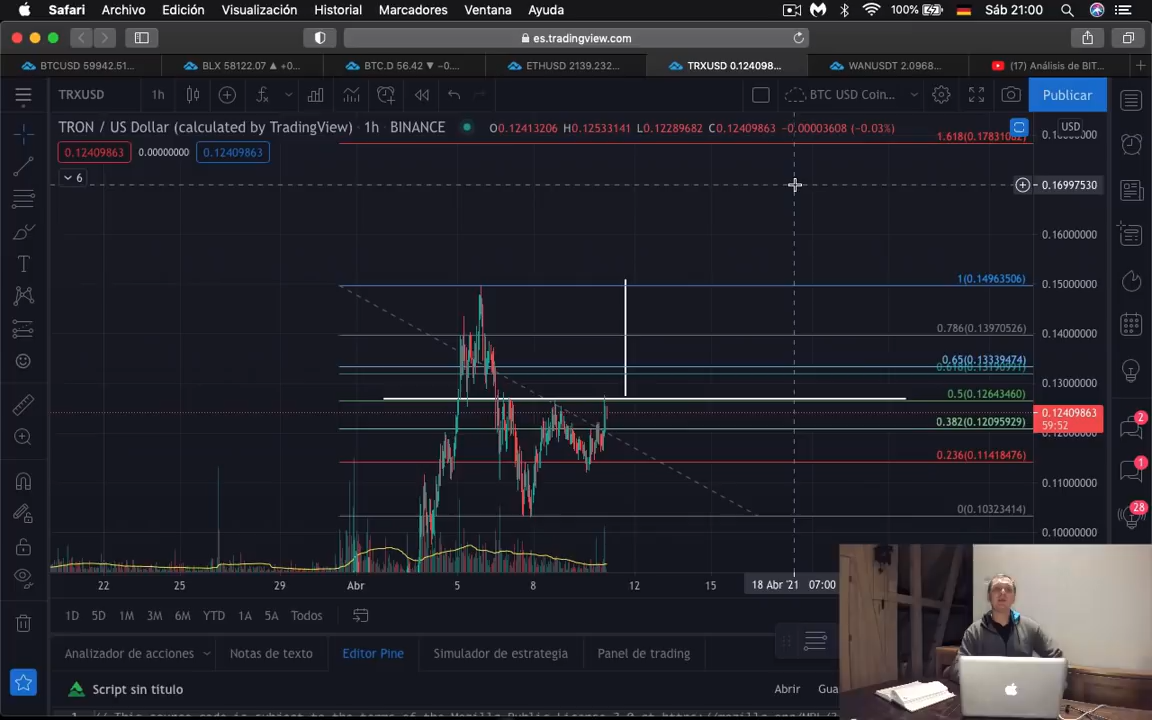 Safari Archivo Edición Visualización Historial Marcadores Ventana Ayuda 100% Sáb 21:00
es.tradingview.com
BTCUSD 59942.51... BLX 58122.07 ▲ +0... BTC.D 56.42 ▼ −0.... ETHUSD 2139.232... TRXUSD 0.124098... WANUSDT 2.0968... (17) Análisis de BIT...
TRXUSD 1h BTC USD Coin... Publicar
TRON / US Dollar (calculated by TradingView) 1h BINANCE O0.12413206 H0.12533141 L0.12289682 C0.12409863 −0.00003608 (−0.03%) USD
0.12409863 0.00000000 0.12409863
6
0.16997530
0.16000000
1(0.14963506)
0.15000000
0.786(0.13970526)
0.14000000
0.65(0.13339474)
0.13000000
0.5(0.12643460)
0.12409863
59:52
0.382(0.12095929)
0.236(0.11418476)
0.11000000
0(0.10323414)
0.10000000
22 25 29 Abr 5 8 12 15 18 Abr '21 07:00
1D 5D 1M 3M 6M YTD 1A 5A Todos
2
1
28
Analizador de acciones Notas de texto Editor Pine Simulador de estrategia Panel de trading
Script sin título Abrir Gua